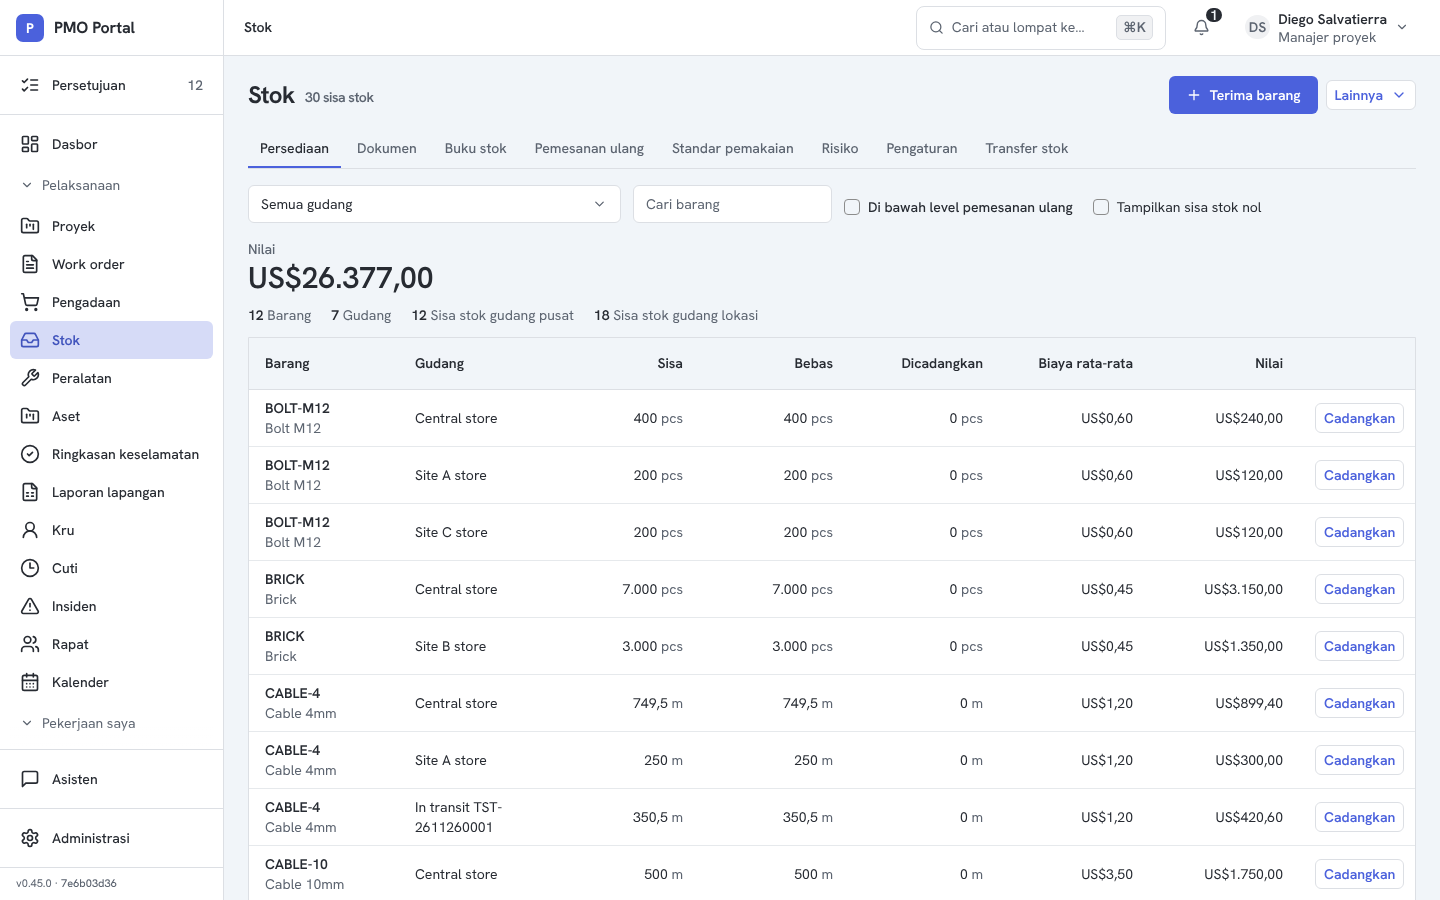 P PMO Portal
Stok
Cari atau lompat ke...
⌘K
1
DS
Diego Salvatierra
Manajer proyek
Persetujuan 12
Dasbor
Pelaksanaan
Proyek
Work order
Pengadaan
Stok
Peralatan
Aset
Ringkasan keselamatan
Laporan lapangan
Kru
Cuti
Insiden
Rapat
Kalender
Pekerjaan saya
Asisten
Administrasi
v0.45.0 · 7e6b03d36
Stok 30 sisa stok
Terima barang
Lainnya
Persediaan Dokumen Buku stok Pemesanan ulang Standar pemakaian Risiko Pengaturan Transfer stok
Semua gudang
Cari barang
Di bawah level pemesanan ulang
Tampilkan sisa stok nol
Nilai
US$26.377,00
12 Barang 7 Gudang 12 Sisa stok gudang pusat 18 Sisa stok gudang lokasi
Barang Gudang Sisa Bebas Dicadangkan Biaya rata-rata Nilai
BOLT-M12
Bolt M12
Central store 400 pcs 400 pcs 0 pcs US$0,60 US$240,00 Cadangkan
BOLT-M12
Bolt M12
Site A store 200 pcs 200 pcs 0 pcs US$0,60 US$120,00 Cadangkan
BOLT-M12
Bolt M12
Site C store 200 pcs 200 pcs 0 pcs US$0,60 US$120,00 Cadangkan
BRICK
Brick
Central store 7.000 pcs 7.000 pcs 0 pcs US$0,45 US$3.150,00 Cadangkan
BRICK
Brick
Site B store 3.000 pcs 3.000 pcs 0 pcs US$0,45 US$1.350,00 Cadangkan
CABLE-4
Cable 4mm
Central store 749,5 m 749,5 m 0 m US$1,20 US$899,40 Cadangkan
CABLE-4
Cable 4mm
Site A store 250 m 250 m 0 m US$1,20 US$300,00 Cadangkan
CABLE-4
Cable 4mm
In transit TST-
2611260001
350,5 m 350,5 m 0 m US$1,20 US$420,60 Cadangkan
CABLE-10
Cable 10mm
Central store 500 m 500 m 0 m US$3,50 US$1.750,00 Cadangkan